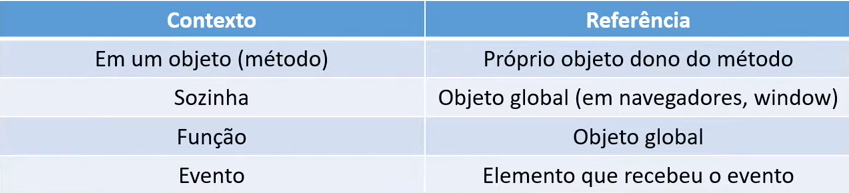 Contexto Referência
Em um objeto (método) Próprio objeto dono do método
Sozinha Objeto global (em navegadores, window)
Função Objeto global
Evento Elemento que recebeu o evento